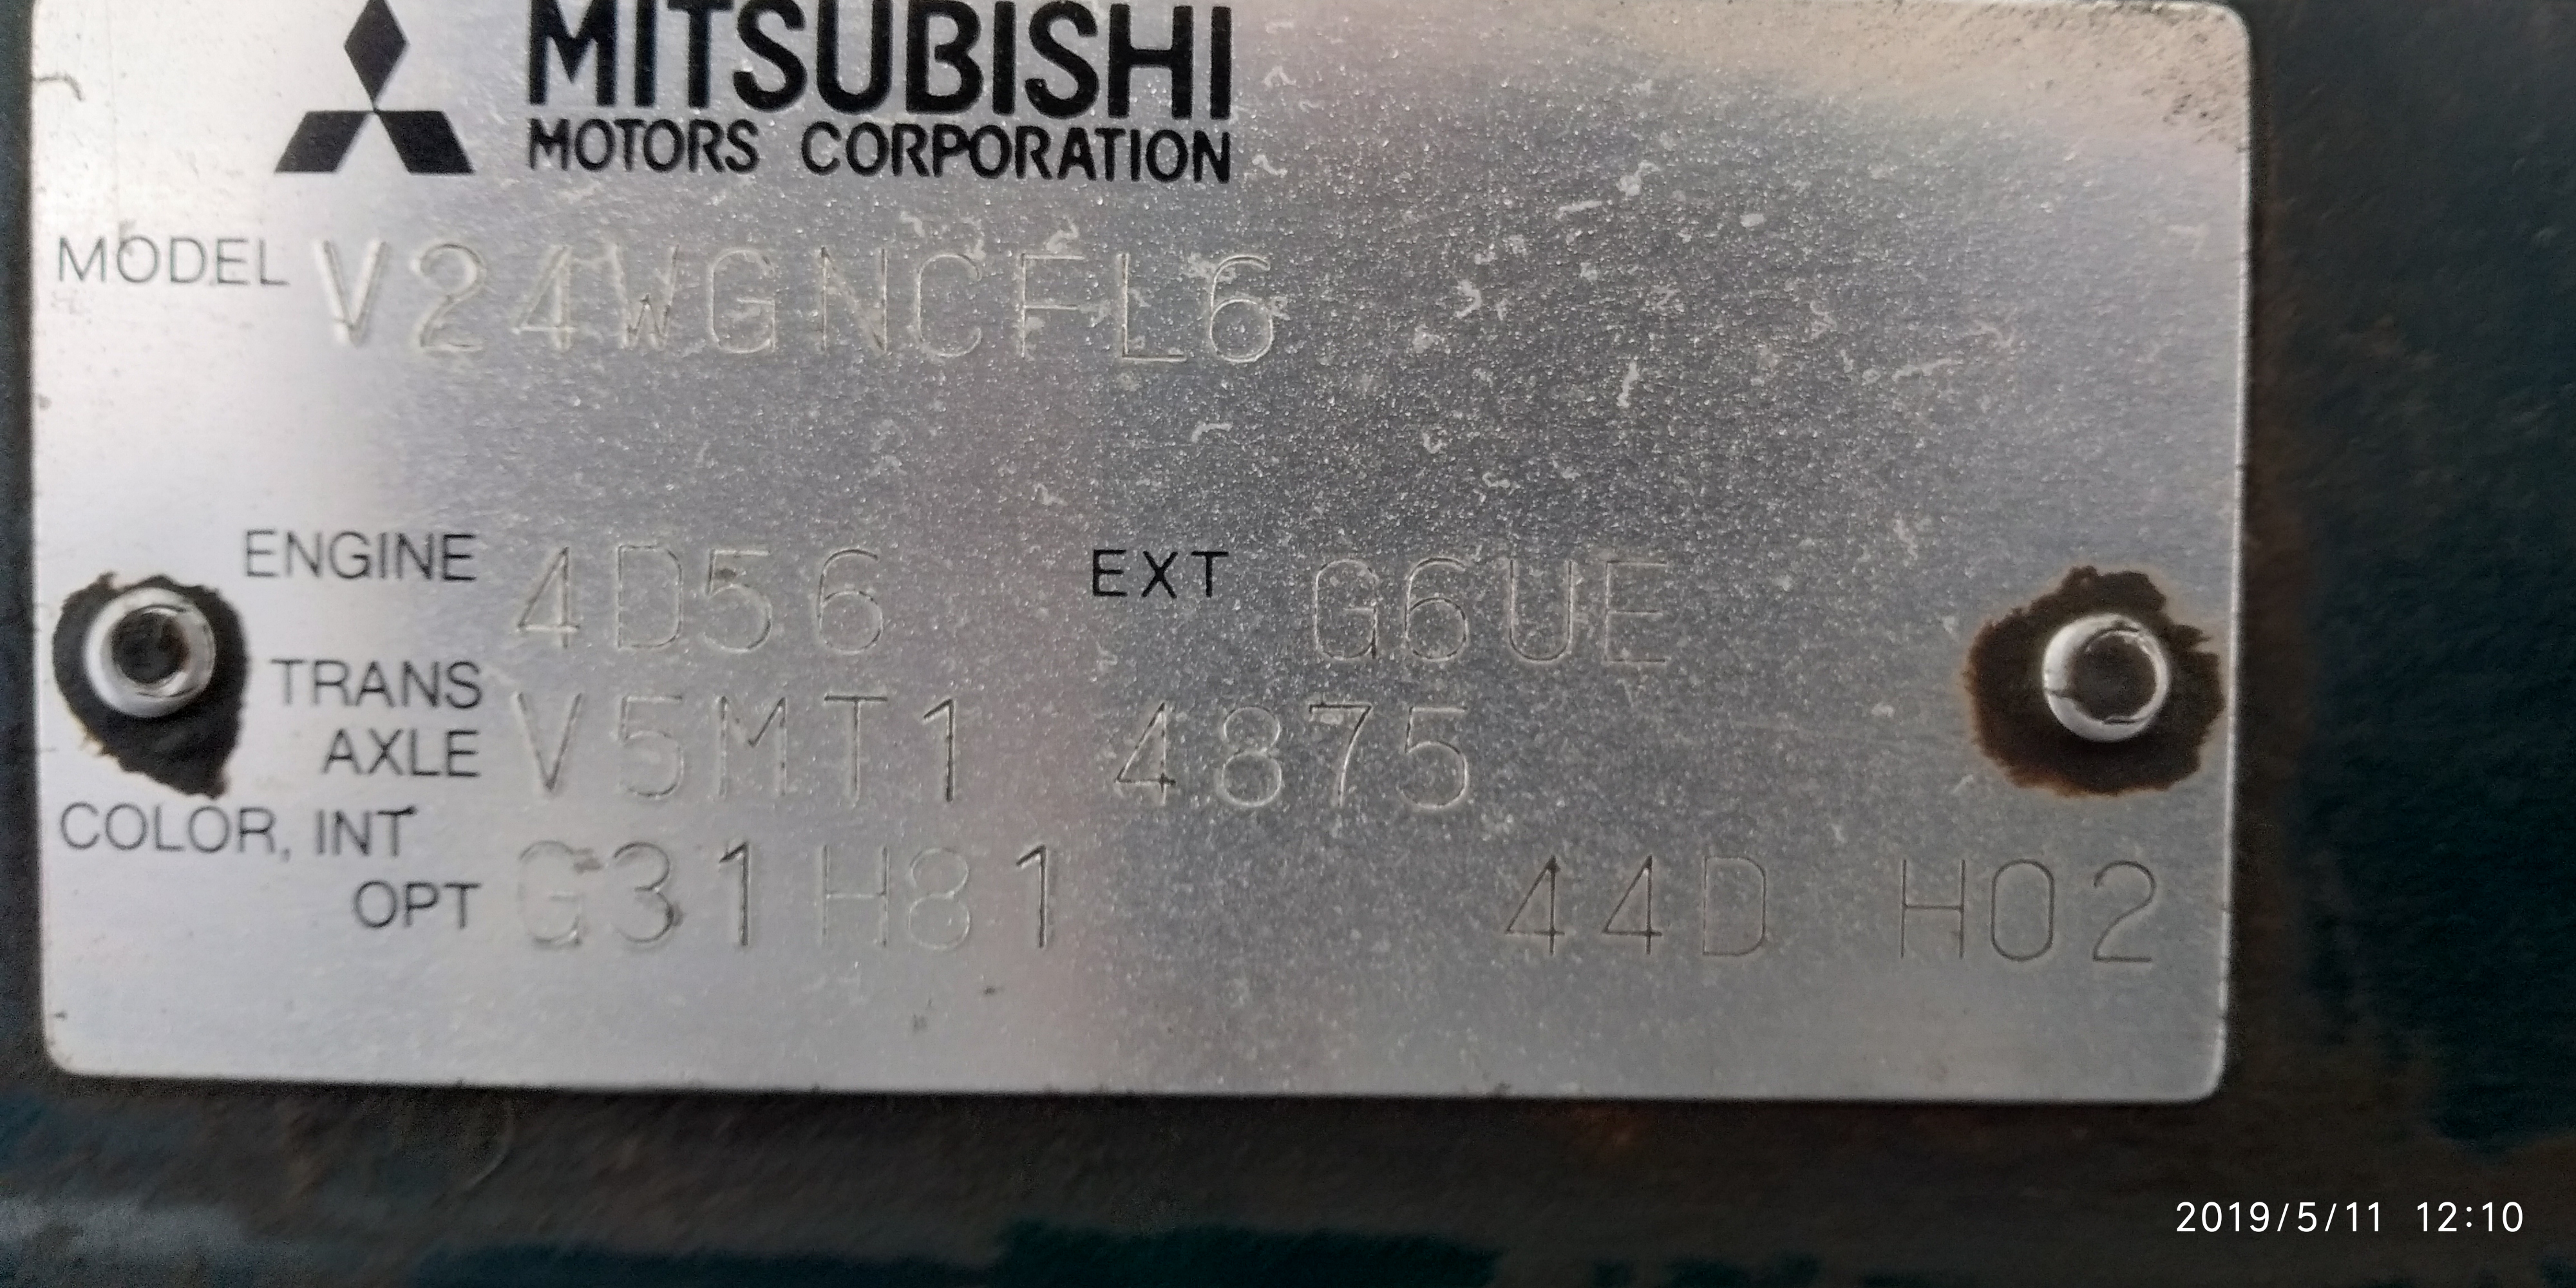 MITSUBISHI
MOTORS CORPORATION
MODEL V24WGNCFL6
ENGINE 4D56 EXT G6UE
TRANS
AXLE V5MT1 4875
COLOR, INT
OPT G31H81 44D H02
2019/5/11 12:10